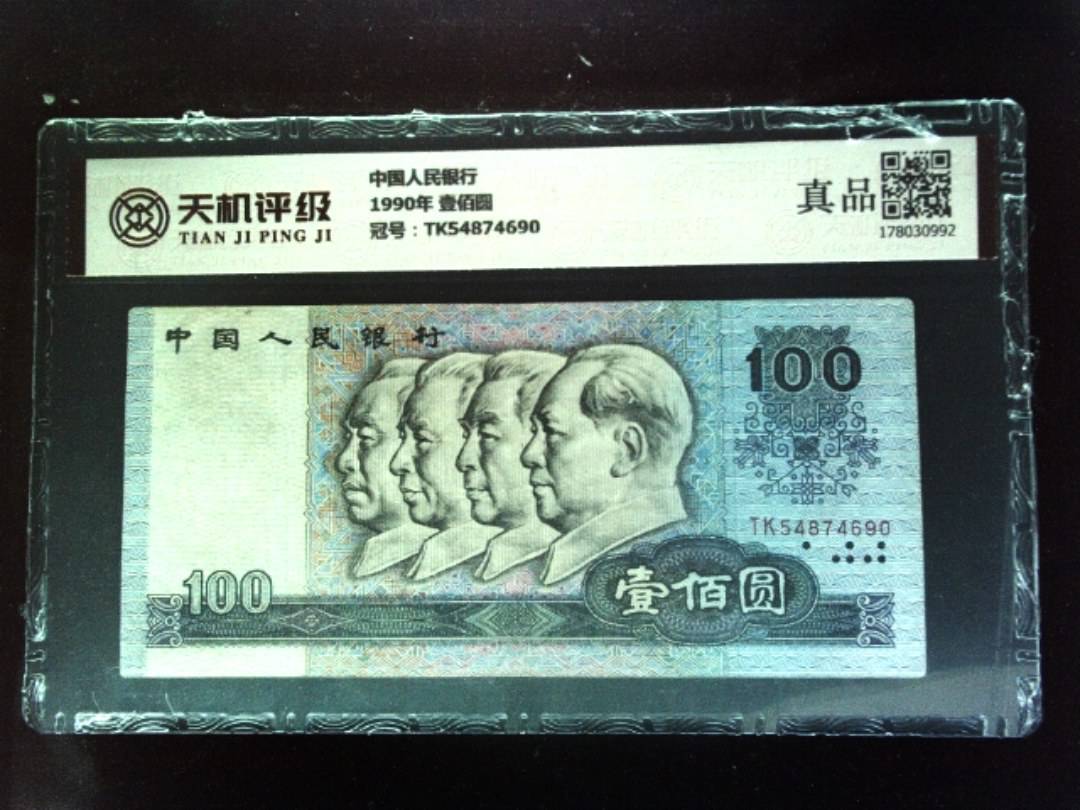 天机评级
TIAN JI PING JI
中国人民银行
1990年 壹佰圆
冠号：TK54874690
真品
178030992
中国人民银行
100
TK54874690
100
壹佰圆